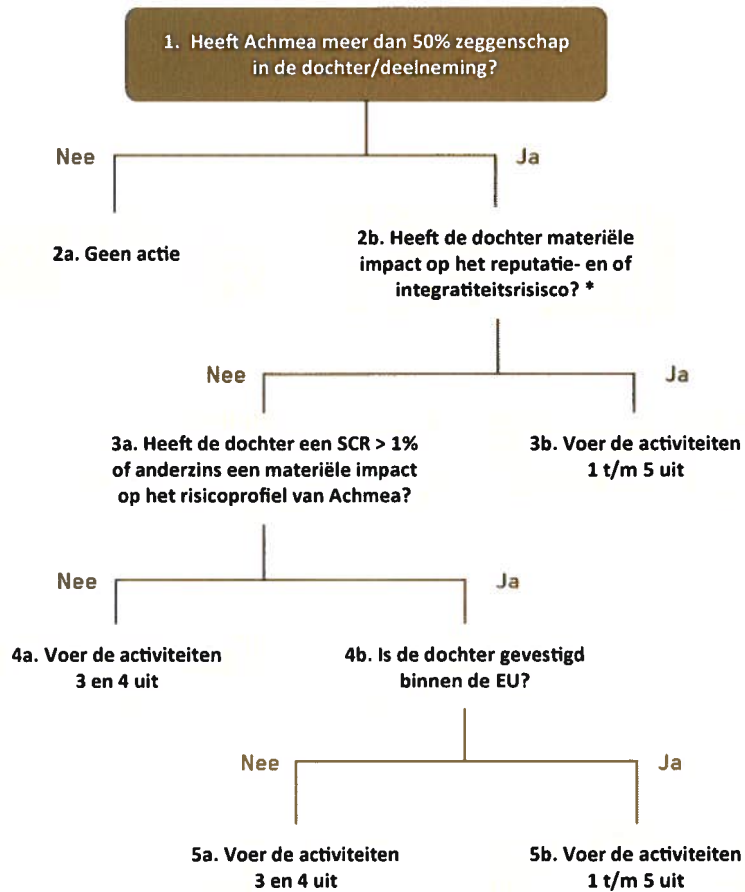 1. Heeft Achmea meer dan 50% zeggenschap
in de dochter/deelneming?
Nee
Ja
2a. Geen actie
2b. Heeft de dochter materiële
impact op het reputatie- en of
integratiteitsrisisco? *
Nee
Ja
3a. Heeft de dochter een SCR > 1%
of anderzins een materiële impact
op het risicoprofiel van Achmea?
3b. Voer de activiteiten
1 t/m 5 uit
Nee
Ja
4a. Voer de activiteiten
3 en 4 uit
4b. Is de dochter gevestigd
binnen de EU?
Nee
Ja
5a. Voer de activiteiten
3 en 4 uit
5b. Voer de activiteiten
1 t/m 5 uit